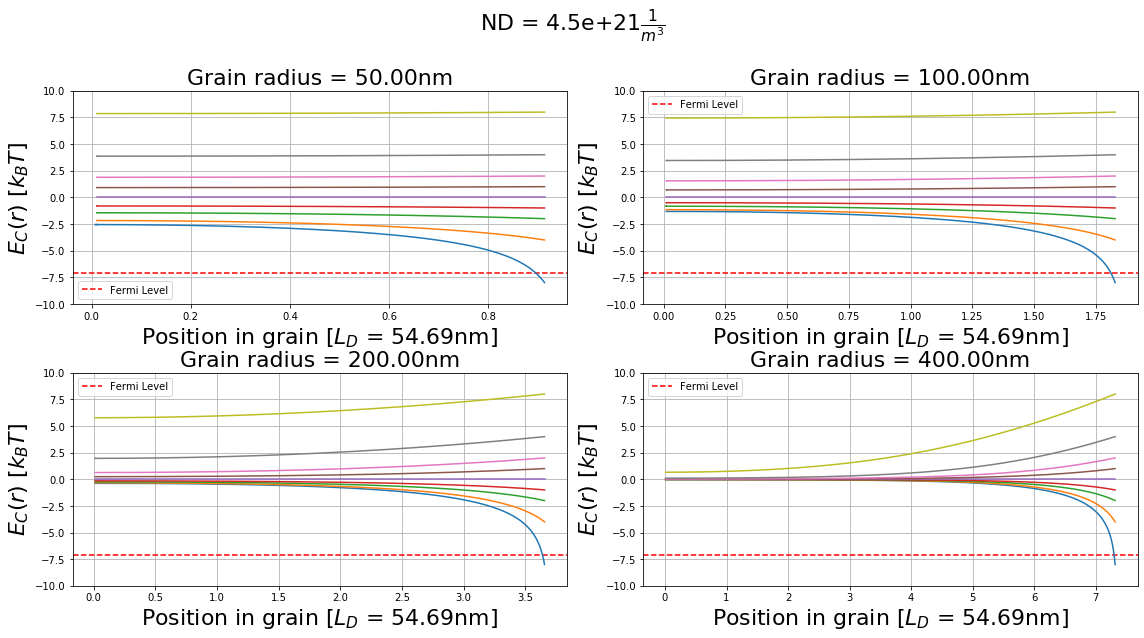 ND = 4.5e+21 1/m³
Grain radius = 50.00nm
10.0
7.5
5.0
2.5
0.0
−2.5
−5.0
−7.5
−10.0
E_C(r) [k_BT]
Fermi Level
0.0 0.2 0.4 0.6 0.8
Position in grain [L_D = 54.69nm]
Grain radius = 100.00nm
10.0
7.5
5.0
2.5
0.0
−2.5
−5.0
−7.5
−10.0
E_C(r) [k_BT]
Fermi Level
0.00 0.25 0.50 0.75 1.00 1.25 1.50 1.75
Position in grain [L_D = 54.69nm]
Grain radius = 200.00nm
10.0
7.5
5.0
2.5
0.0
−2.5
−5.0
−7.5
−10.0
E_C(r) [k_BT]
Fermi Level
0.0 0.5 1.0 1.5 2.0 2.5 3.0 3.5
Position in grain [L_D = 54.69nm]
Grain radius = 400.00nm
10.0
7.5
5.0
2.5
0.0
−2.5
−5.0
−7.5
−10.0
E_C(r) [k_BT]
Fermi Level
0 1 2 3 4 5 6 7
Position in grain [L_D = 54.69nm]